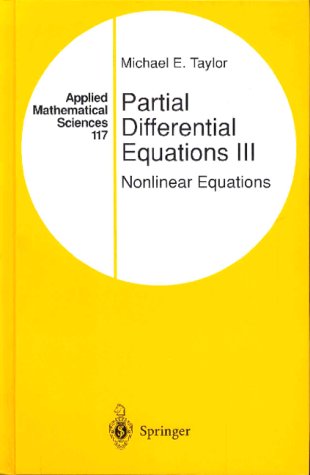 Michael E. Taylor
Applied
Mathematical
Sciences
117
Partial
Differential
Equations III
Nonlinear Equations
Springer